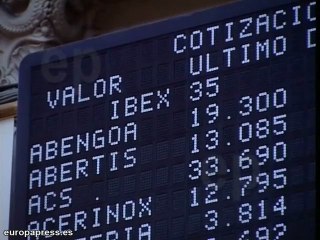 COTIZACIO
VALOR ULTIMO D
IBEX 35
ABENGOA 19.300
ABERTIS 13.085
ACS 33.690
ACERINOX 12.795
3.814
europapress.es